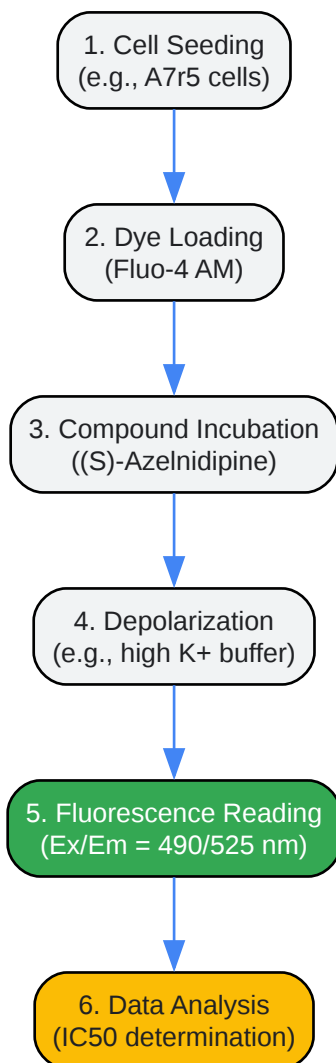 1. Cell Seeding
(e.g., A7r5 cells)
2. Dye Loading
(Fluo-4 AM)
3. Compound Incubation
((S)-Azelnidipine)
4. Depolarization
(e.g., high K+ buffer)
5. Fluorescence Reading
(Ex/Em = 490/525 nm)
6. Data Analysis
(IC50 determination)